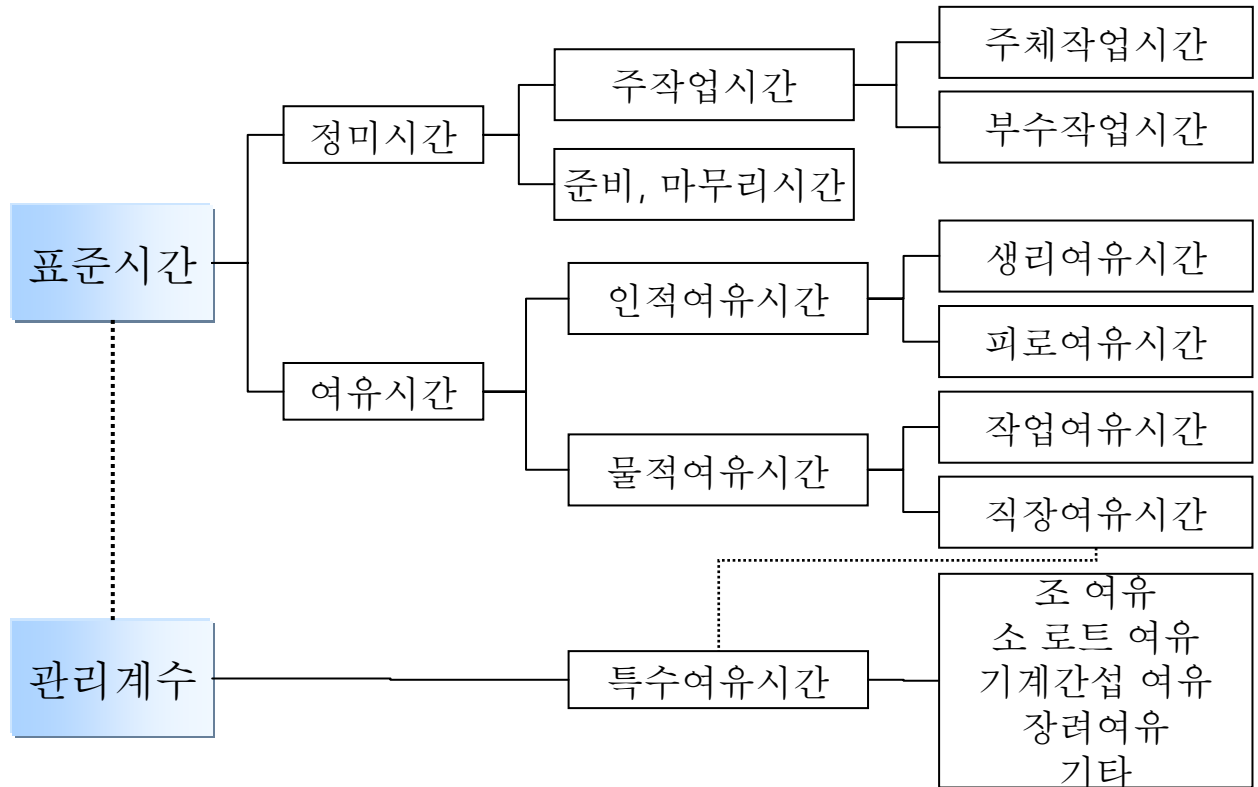 주체작업시간
주작업시간
부수작업시간
정미시간
준비, 마무리시간
표준시간
생리여유시간
인적여유시간
피로여유시간
여유시간
작업여유시간
물적여유시간
직장여유시간
관리계수
특수여유시간
조 여유
소 로트 여유
기계간섭 여유
장려여유
기타